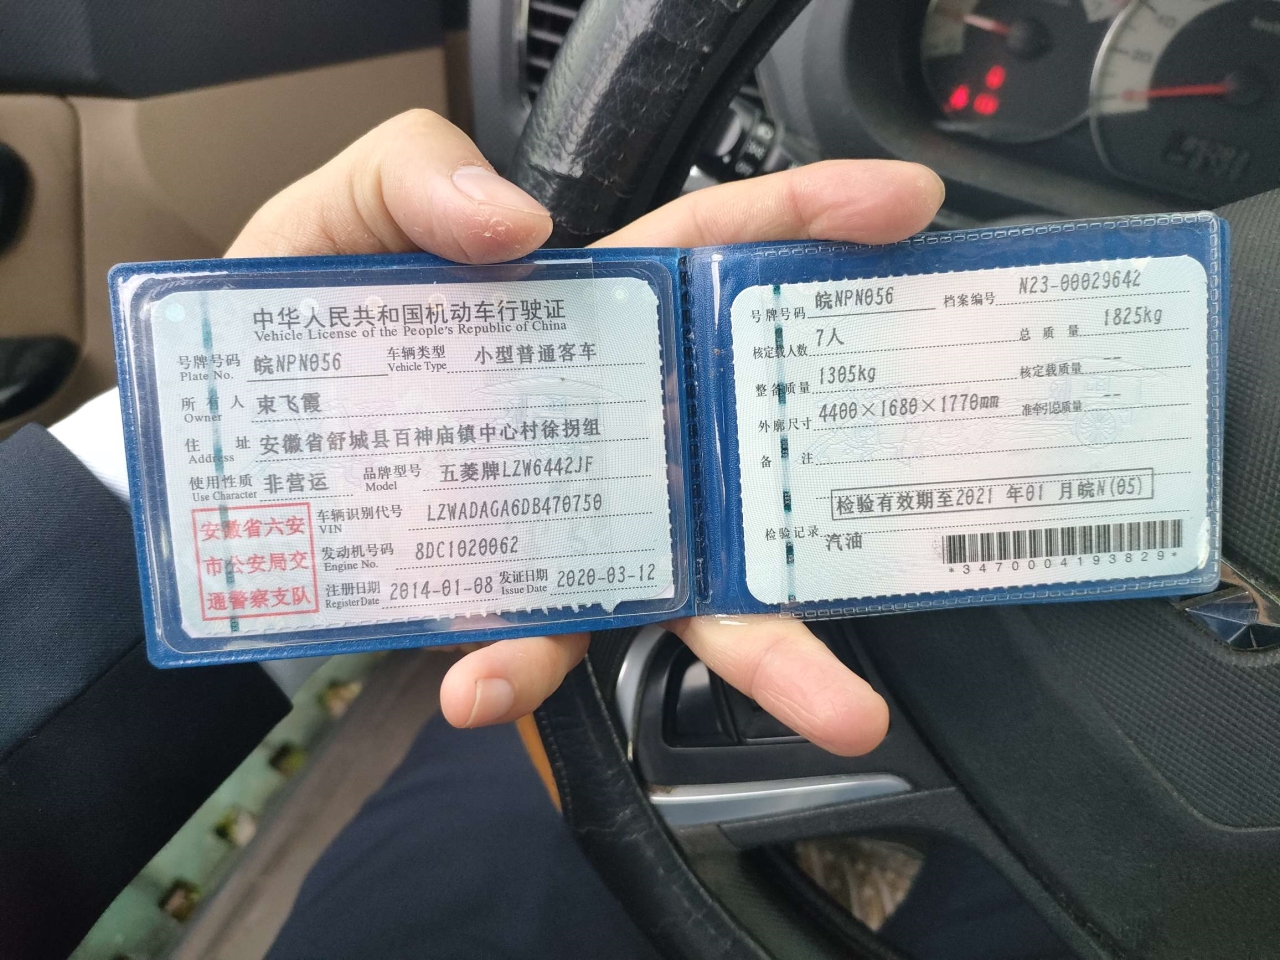 中华人民共和国机动车行驶证
Vehicle License of the People's Republic of China
号牌号码 皖NPN056 车辆类型 小型普通客车
Plate No. Vehicle Type
所有人 束飞霞
Owner
住址 安徽省舒城县百神庙镇中心村徐拐组
Address
使用性质 非营运 品牌型号 五菱牌LZW6442JF
Use Character Model
安徽省六安
市公安局交
通警察支队
车辆识别代号 LZWADAGA6DB470750
VIN
发动机号码 8DC1020062
Engine No.
注册日期 2014-01-08 发证日期 2020-03-12
Register Date Issue Date
号牌号码 皖NPN056 档案编号 N23-00029642
核定载人数 7人 总质量 1825kg
整备质量 1305kg 核定载质量 --
外廓尺寸 4400×1680×1770mm 准牵引总质量 --
备注
检验有效期至2021 年01 月皖N(05)
检验记录
汽油
*3470004193829*